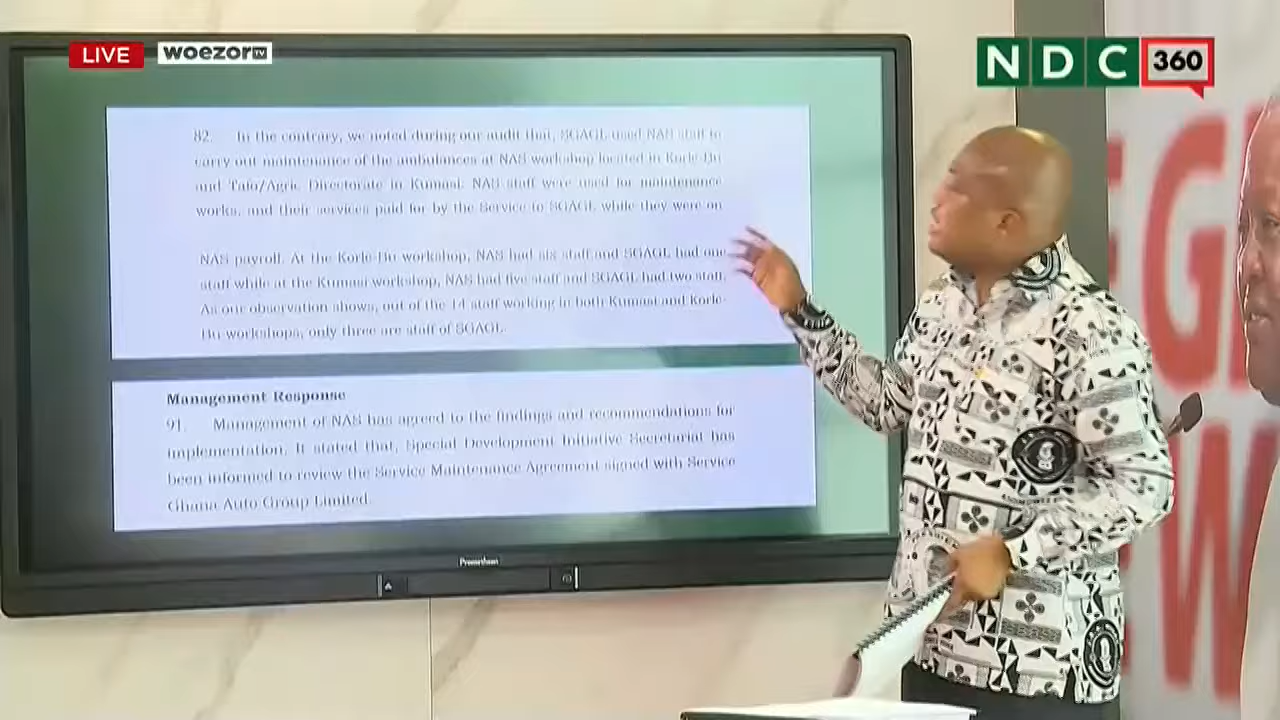 LIVE
woezor tv
NDC 360
82. In the contrary, we noted during our audit that, SGAGL used NAS staff to
carry out maintenance of the ambulances at NAS workshop located in Korle-Bu
and Tafo/Agric Directorate in Kumasi. NAS staff were used for maintenance
works, and their services paid for by the Service to SGAGL while they were on
NAS payroll. At the Korle-Bu workshop, NAS had six staff and SGAGL had one
staff while at the Kumasi workshop, NAS had five staff and SGAGL had two staff.
As our observation shows, out of the 14 staff working in both Kumasi and Korle-
Bu workshops, only three are staff of SGAGL.
Management Response
91. Management of NAS has agreed to the findings and recommendations for
implementation. It stated that, Special Development Initiative Secretariat has
been informed to review the Service Maintenance Agreement signed with Service
Ghana Auto Group Limited.
Promethean